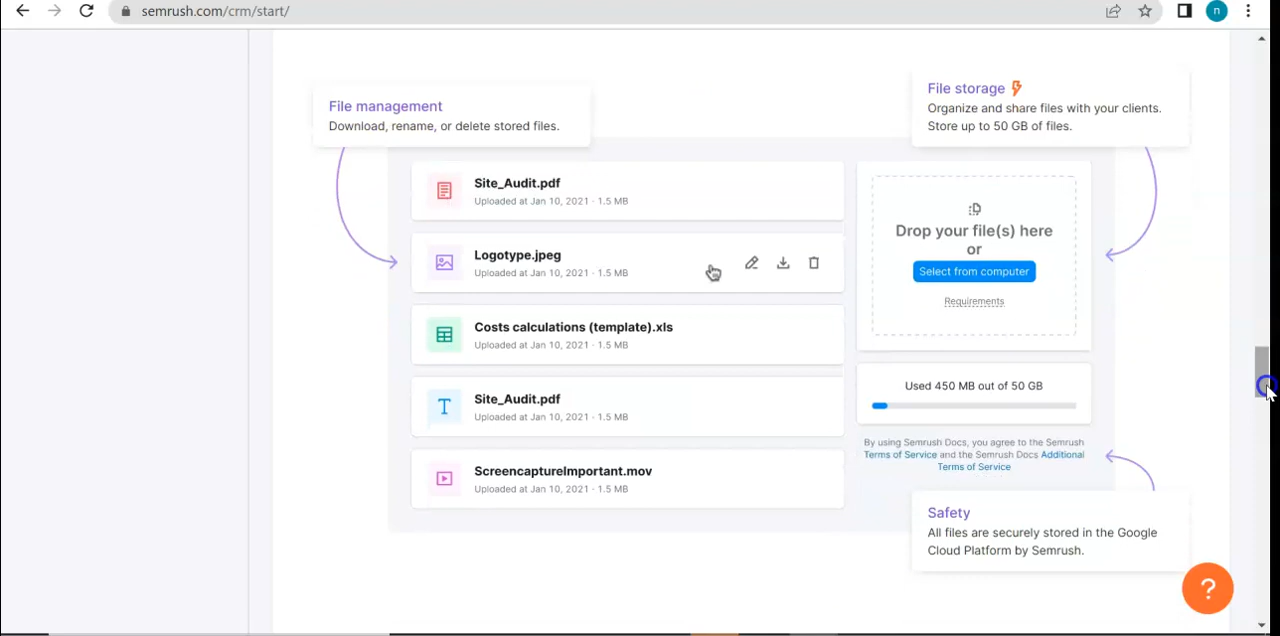 semrush.com/crm/start/
n
File management
Download, rename, or delete stored files.
File storage
Organize and share files with your clients.
Store up to 50 GB of files.
Site_Audit.pdf
Uploaded at Jan 10, 2021 · 1.5 MB
Logotype.jpeg
Uploaded at Jan 10, 2021 · 1.5 MB
Costs calculations (template).xls
Uploaded at Jan 10, 2021 · 1.5 MB
Site_Audit.pdf
Uploaded at Jan 10, 2021 · 1.5 MB
ScreencaptureImportant.mov
Uploaded at Jan 10, 2021 · 1.5 MB
Drop your file(s) here
or
Select from computer
Requirements
Used 450 MB out of 50 GB
By using Semrush Docs, you agree to the Semrush
Terms of Service and the Semrush Docs Additional
Terms of Service
Safety
All files are securely stored in the Google
Cloud Platform by Semrush.
?